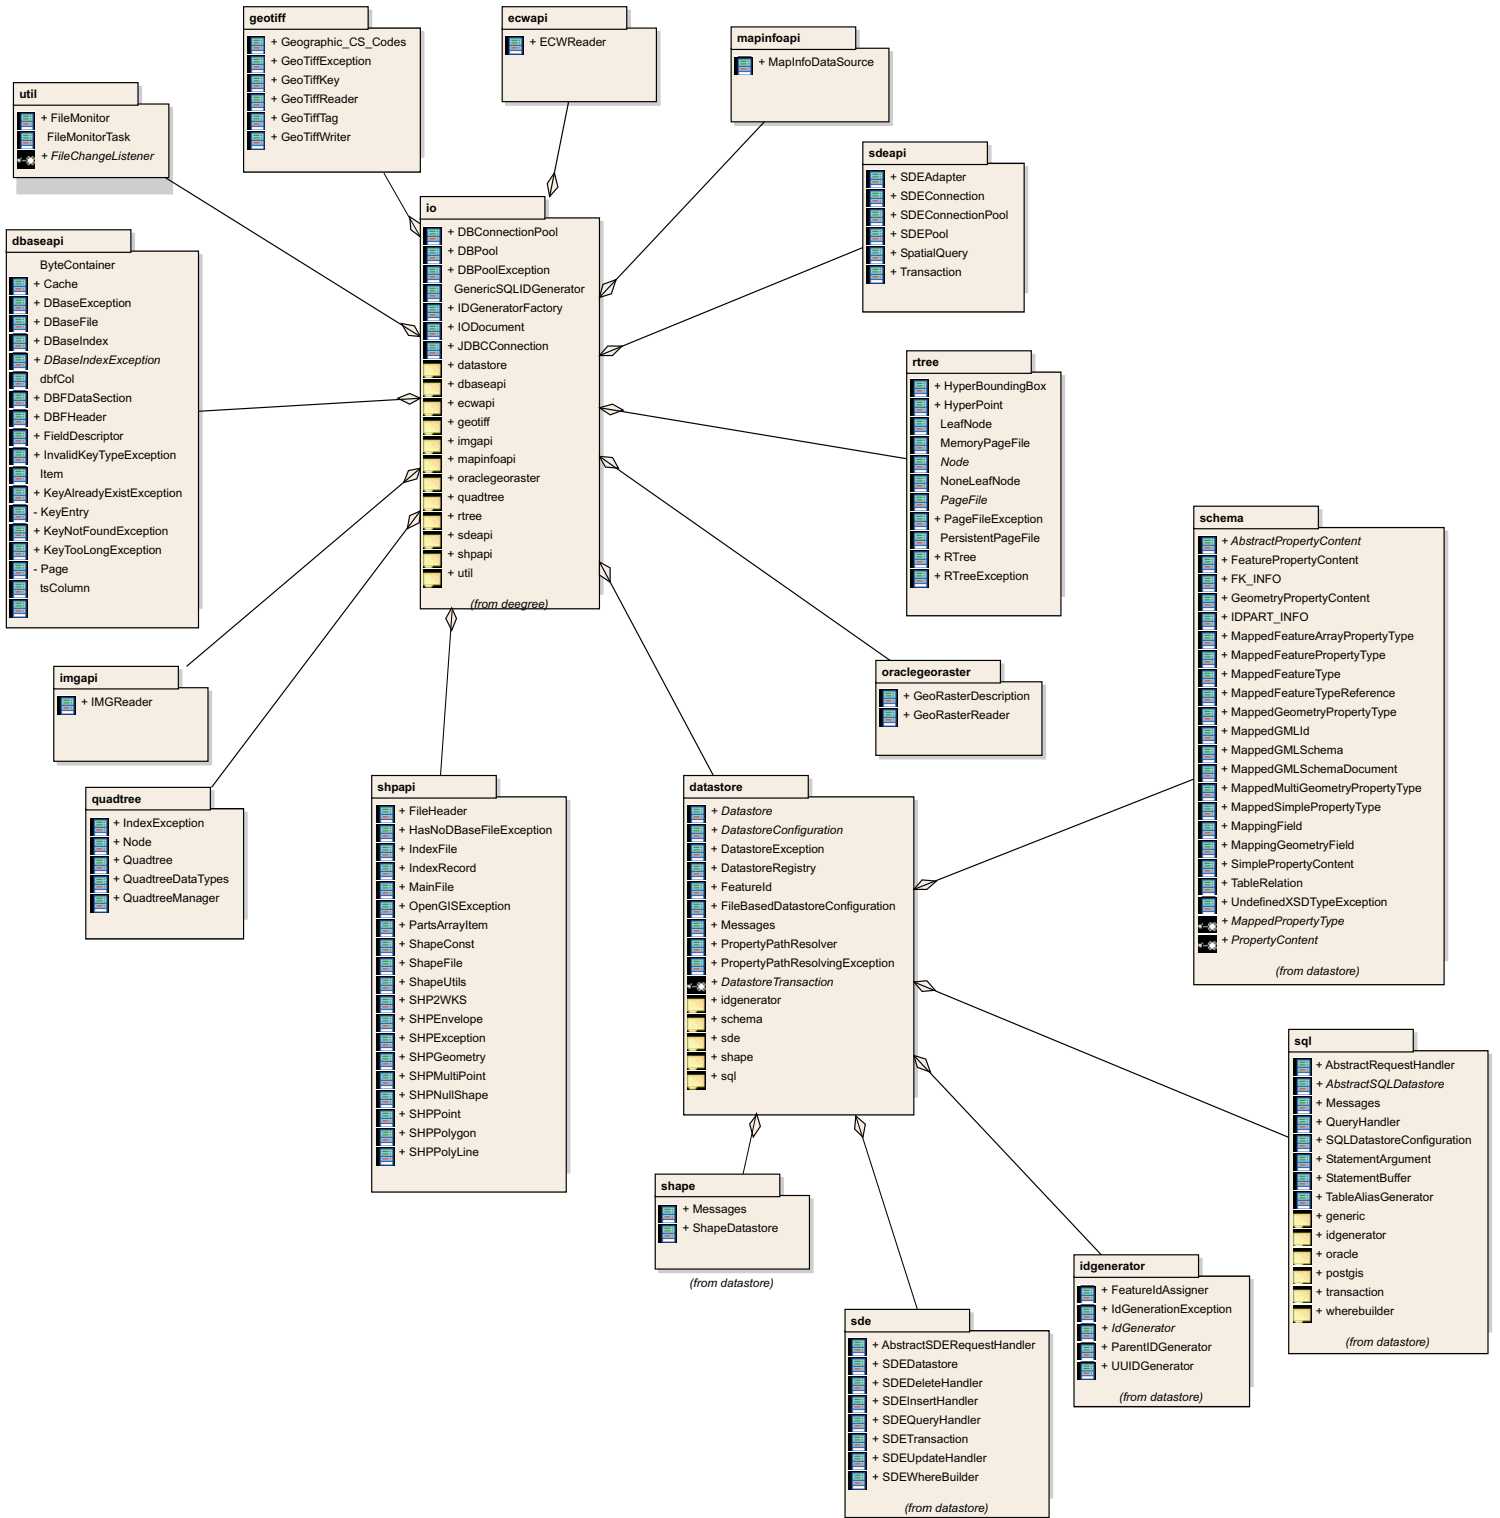 geotiff
+ Geographic_CS_Codes
+ GeoTiffException
+ GeoTiffKey
+ GeoTiffReader
+ GeoTiffTag
+ GeoTiffWriter
ecwapi
+ ECWReader
mapinfoapi
+ MapInfoDataSource
util
+ FileMonitor
FileMonitorTask
+ FileChangeListener
sdeapi
+ SDEAdapter
+ SDEConnection
+ SDEConnectionPool
+ SDEPool
+ SpatialQuery
+ Transaction
io
+ DBConnectionPool
+ DBPool
+ DBPoolException
GenericSQLIDGenerator
+ IDGeneratorFactory
+ IODocument
+ JDBCConnection
+ datastore
+ dbaseapi
+ ecwapi
+ geotiff
+ imgapi
+ mapinfoapi
+ oraclegeoraster
+ quadtree
+ rtree
+ sdeapi
+ shpapi
+ util
(from deegree)
dbaseapi
ByteContainer
+ Cache
+ DBaseException
+ DBaseFile
+ DBaseIndex
+ DBaseIndexException
dbfCol
+ DBFDataSection
+ DBFHeader
+ FieldDescriptor
+ InvalidKeyTypeException
Item
+ KeyAlreadyExistException
- KeyEntry
+ KeyNotFoundException
+ KeyTooLongException
- Page
tsColumn
rtree
+ HyperBoundingBox
+ HyperPoint
LeafNode
MemoryPageFile
Node
NoneLeafNode
PageFile
+ PageFileException
PersistentPageFile
+ RTree
+ RTreeException
schema
+ AbstractPropertyContent
+ FeaturePropertyContent
+ FK_INFO
+ GeometryPropertyContent
+ IDPART_INFO
+ MappedFeatureArrayPropertyType
+ MappedFeaturePropertyType
+ MappedFeatureType
+ MappedFeatureTypeReference
+ MappedGeometryPropertyType
+ MappedGMLId
+ MappedGMLSchema
+ MappedGMLSchemaDocument
+ MappedMultiGeometryPropertyType
+ MappedSimplePropertyType
+ MappingField
+ MappingGeometryField
+ SimplePropertyContent
+ TableRelation
+ UndefinedXSDTypeException
+ MappedPropertyType
+ PropertyContent
(from datastore)
imgapi
+ IMGReader
oraclegeoraster
+ GeoRasterDescription
+ GeoRasterReader
quadtree
+ IndexException
+ Node
+ Quadtree
+ QuadtreeDataTypes
+ QuadtreeManager
shpapi
+ FileHeader
+ HasNoDBaseFileException
+ IndexFile
+ IndexRecord
+ MainFile
+ OpenGISException
+ PartsArrayItem
+ ShapeConst
+ ShapeFile
+ ShapeUtils
+ SHP2WKS
+ SHPEnvelope
+ SHPException
+ SHPGeometry
+ SHPMultiPoint
+ SHPNullShape
+ SHPPoint
+ SHPPolygon
+ SHPPolyLine
datastore
+ Datastore
+ DatastoreConfiguration
+ DatastoreException
+ DatastoreRegistry
+ FeatureId
+ FileBasedDatastoreConfiguration
+ Messages
+ PropertyPathResolver
+ PropertyPathResolvingException
+ DatastoreTransaction
+ idgenerator
+ schema
+ sde
+ shape
+ sql
sql
+ AbstractRequestHandler
+ AbstractSQLDatastore
+ Messages
+ QueryHandler
+ SQLDatastoreConfiguration
+ StatementArgument
+ StatementBuffer
+ TableAliasGenerator
+ generic
+ idgenerator
+ oracle
+ postgis
+ transaction
+ wherebuilder
(from datastore)
shape
+ Messages
+ ShapeDatastore
(from datastore)
idgenerator
+ FeatureIdAssigner
+ IdGenerationException
+ IdGenerator
+ ParentIDGenerator
+ UUIDGenerator
(from datastore)
sde
+ AbstractSDERequestHandler
+ SDEDatastore
+ SDEDeleteHandler
+ SDEInsertHandler
+ SDEQueryHandler
+ SDETransaction
+ SDEUpdateHandler
+ SDEWhereBuilder
(from datastore)